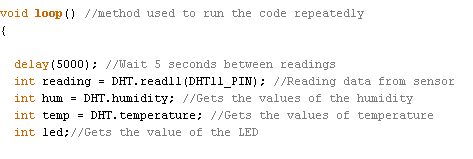 void loop() //method used to run the code repeatedly
{
delay(5000); //Wait 5 seconds between readings
int reading = DHT.read11(DHT11_PIN); //Reading data from sensor
int hum = DHT.humidity; //Gets the values of the humidity
int temp = DHT.temperature; //Gets values of temperature
int led;//Gets the value of the LED